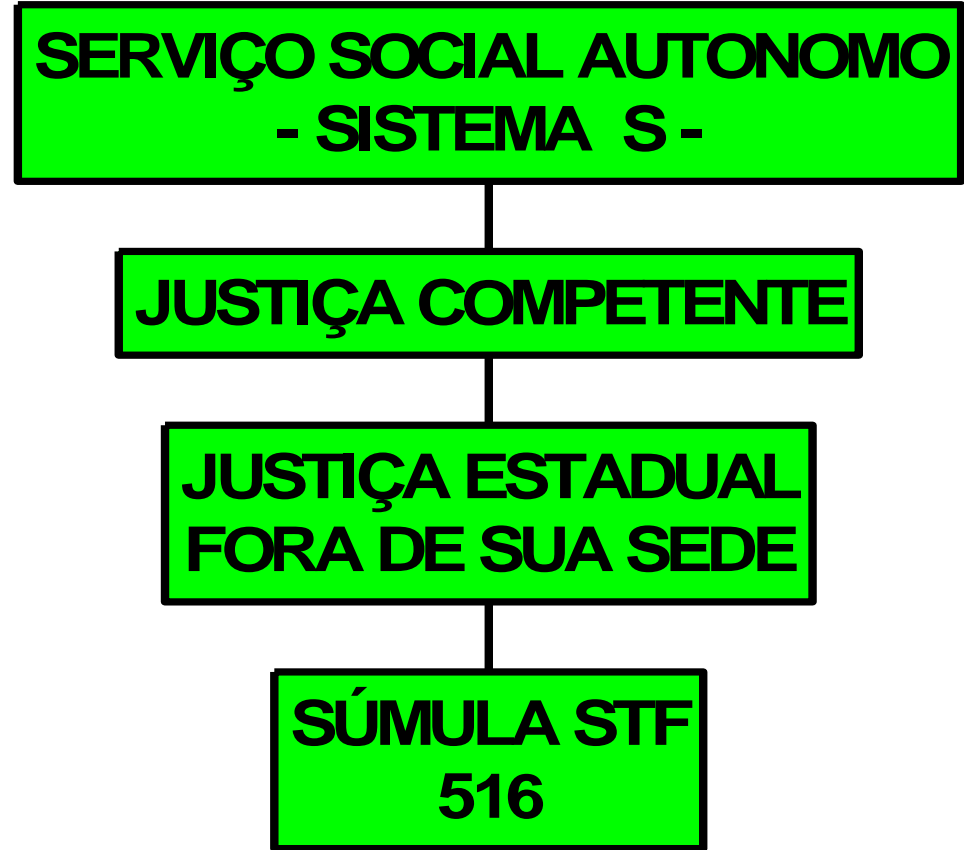 SERVIÇO SOCIAL AUTONOMO
- SISTEMA S -
JUSTIÇA COMPETENTE
JUSTIÇA ESTADUAL
FORA DE SUA SEDE
SÚMULA STF
516